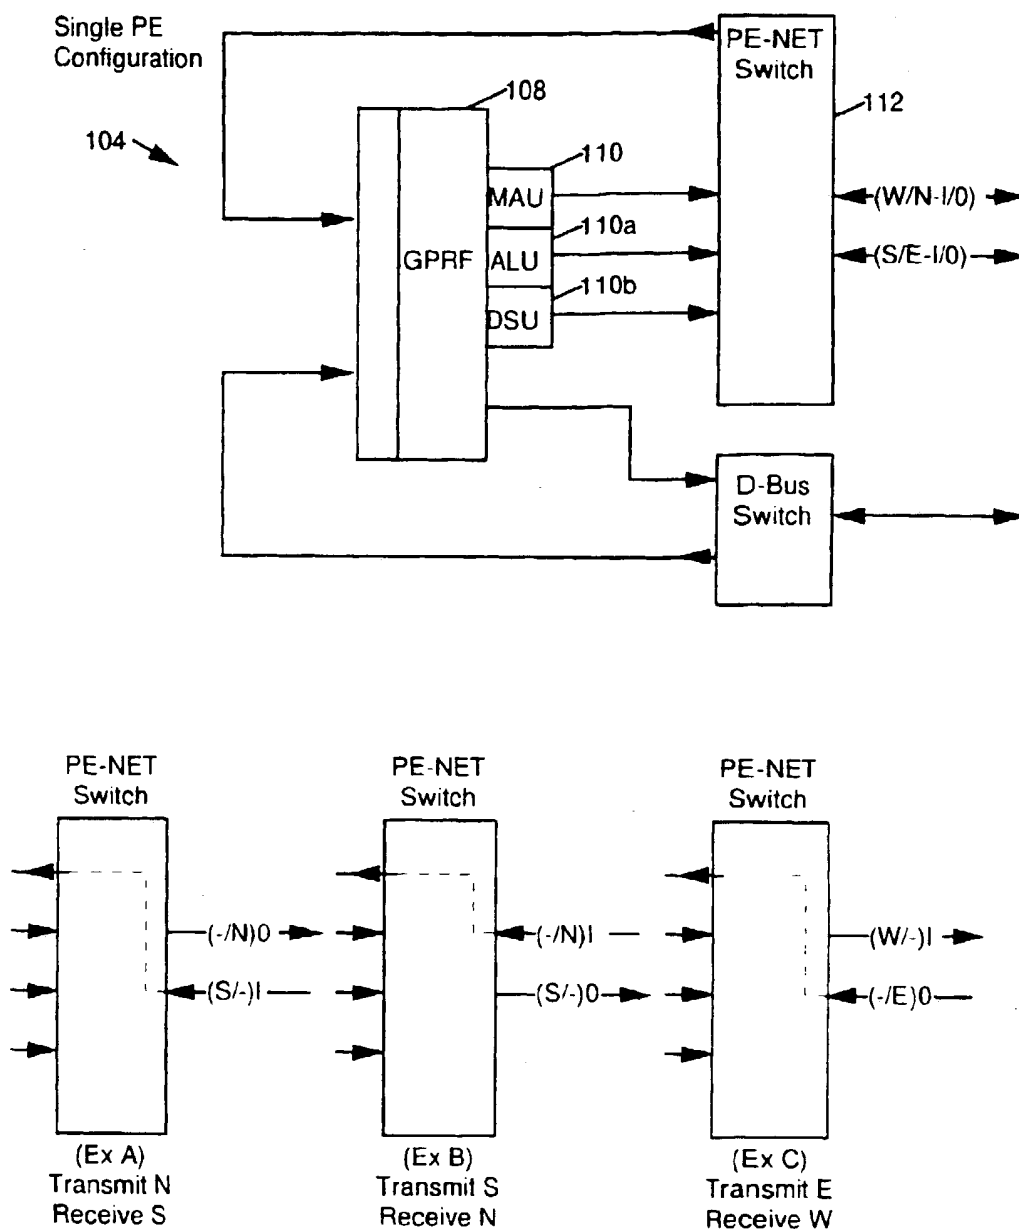 Single PE
Configuration
PE-NET
Switch
108
112
104
110
MAU
(W/N-I/0)
110a
GPRF
ALU
(S/E-I/0)
110b
DSU
D-Bus
Switch
PE-NET
Switch
PE-NET
Switch
PE-NET
Switch
(-/N)0
(-/N)I
(W/-)I
(S/-)I
(S/-)0
(-/E)0
(Ex A)
Transmit N
Receive S
(Ex B)
Transmit S
Receive N
(Ex C)
Transmit E
Receive W